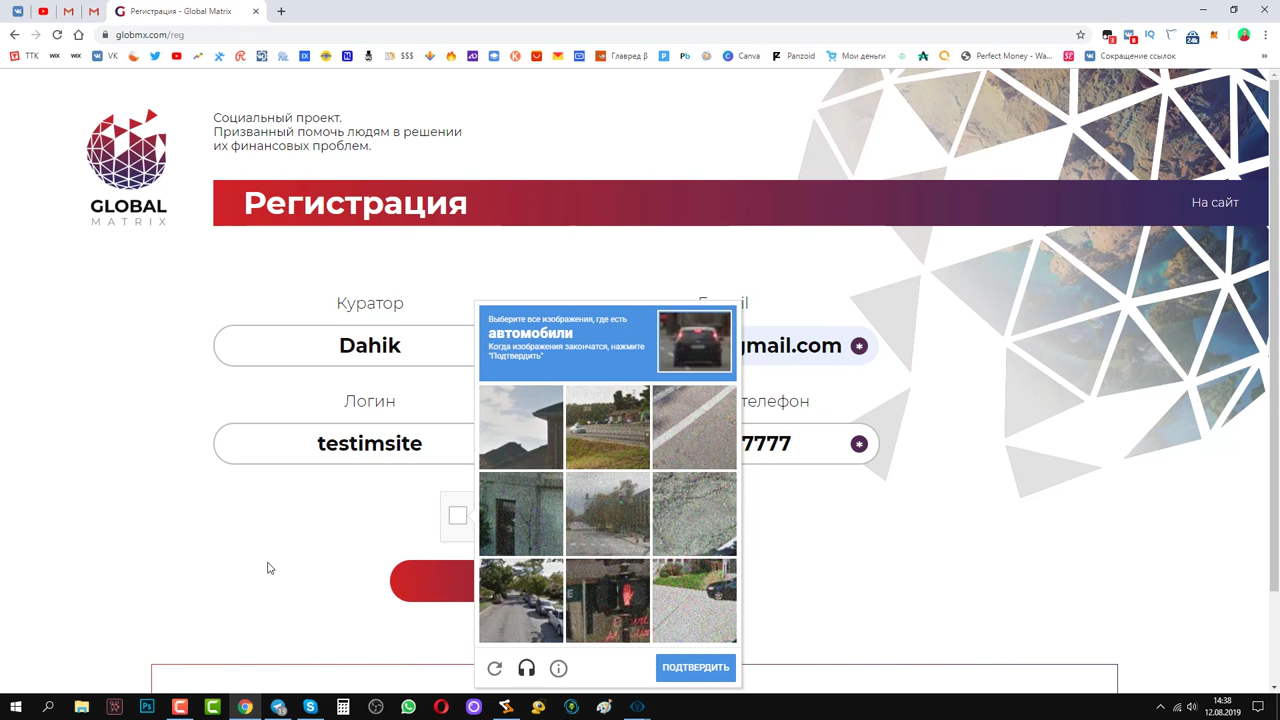 Регистрация - Global Matrix
globmx.com/reg
ТТК
VK
$$$
Главред β
Canva
Panzoid
Мои деньги
Perfect Money - Wa...
Сокращение ссылок
Социальный проект.
Призванный помочь людям в решении
их финансовых проблем.
GLOBAL
MATRIX
Регистрация
На сайт
Куратор
Dahik
gmail.com
Логин
телефон
testimsite
7777
Выберите все изображения, где есть
автомобили
Когда изображения закончатся, нажмите
"Подтвердить"
ПОДТВЕРДИТЬ
14:38
12.08.2019